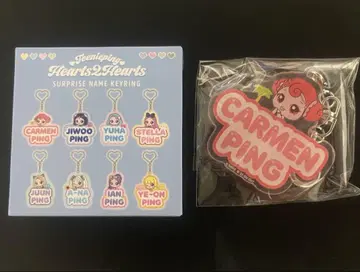 Teenieping
Hearts2Hearts
SURPRISE NAME KEYRING
CARMEN PING
JIWOO PING
YUHA PING
STELLA PING
JUUN PING
A-NA PING
IAN PING
YE-ON PING
CARMEN
PING